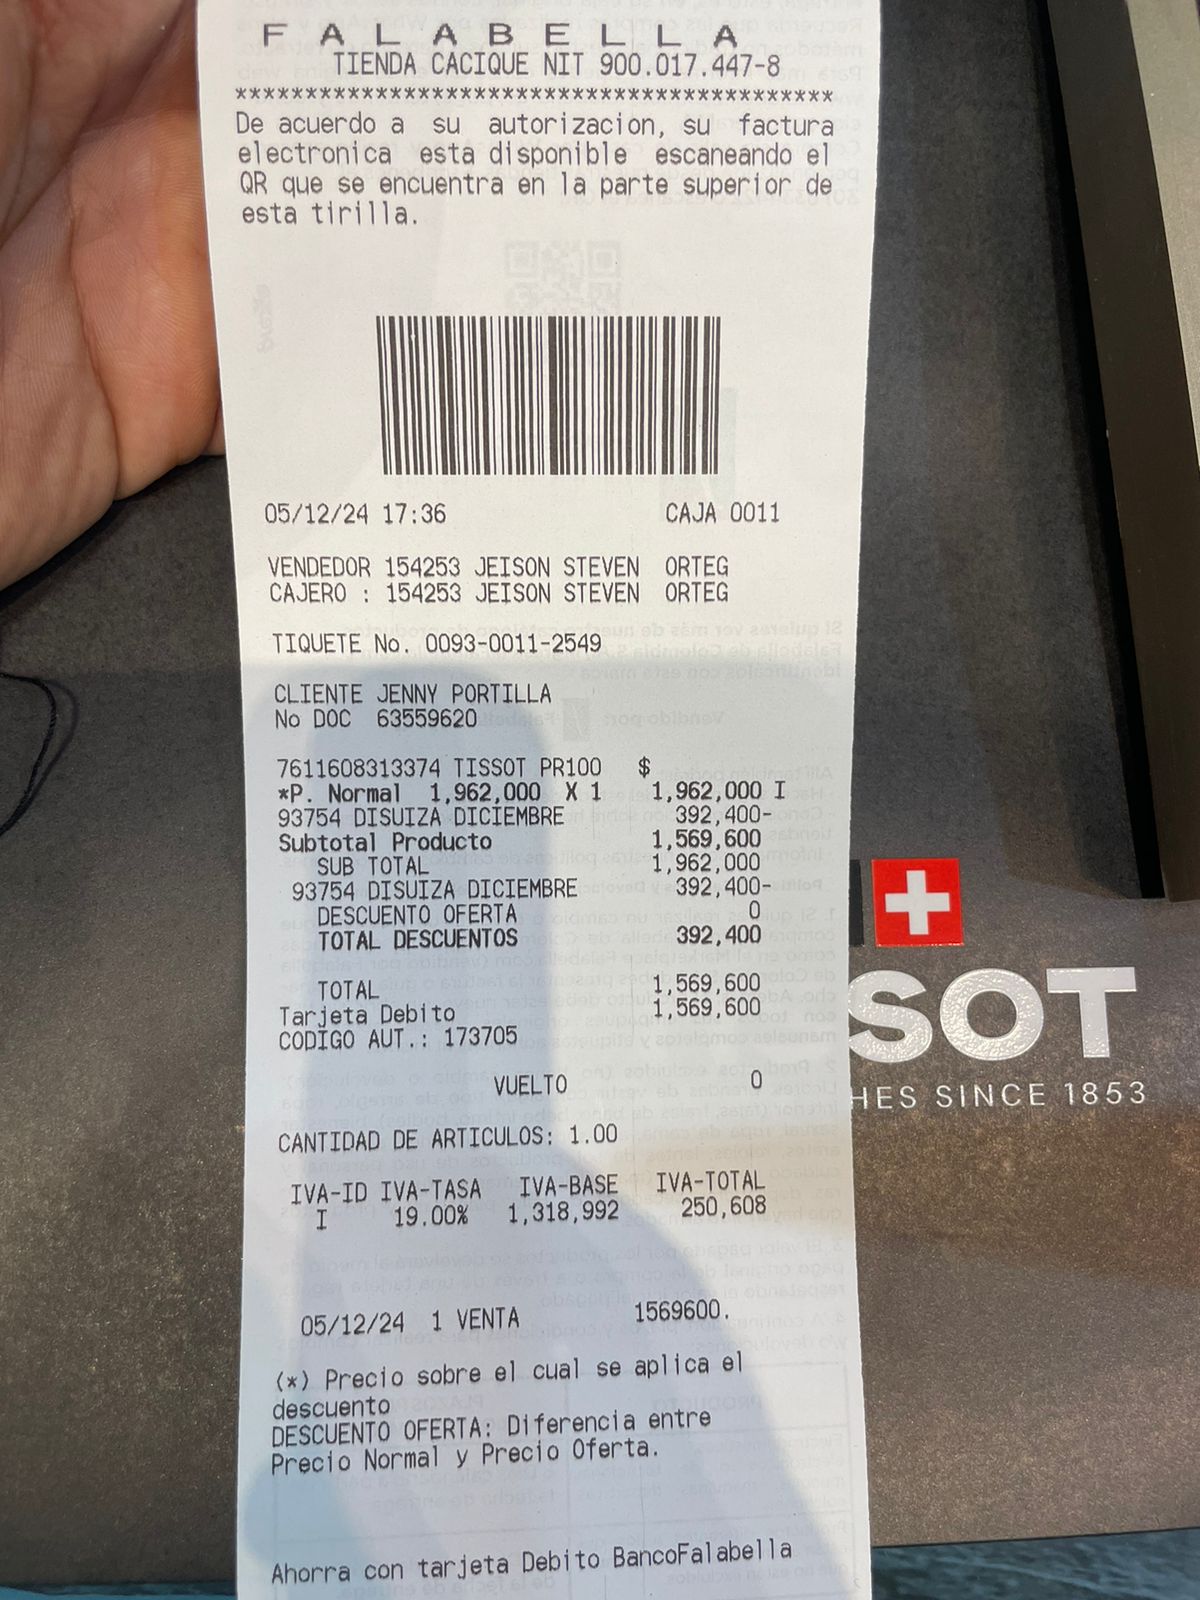 FALABELLA
TIENDA CACIQUE NIT 900.017.447-8
******************************************
De acuerdo a su autorizacion, su factura
electronica esta disponible escaneando el
QR que se encuentra en la parte superior de
esta tirilla.
05/12/24 17:36 CAJA 0011
VENDEDOR 154253 JEISON STEVEN ORTEG
CAJERO : 154253 JEISON STEVEN ORTEG
TIQUETE No. 0093-0011-2549
CLIENTE JENNY PORTILLA
No DOC 63559620
7611608313374 TISSOT PR100 $
*P. Normal 1,962,000 X 1 1,962,000 I
93754 DISUIZA DICIEMBRE 392,400-
Subtotal Producto 1,569,600
SUB TOTAL 1,962,000
93754 DISUIZA DICIEMBRE 392,400-
DESCUENTO OFERTA 0
TOTAL DESCUENTOS 392,400
TOTAL 1,569,600
Tarjeta Debito 1,569,600
CODIGO AUT.: 173705
VUELTO 0
CANTIDAD DE ARTICULOS: 1.00
IVA-ID IVA-TASA IVA-BASE IVA-TOTAL
I 19.00% 1,318,992 250,608
05/12/24 1 VENTA 1569600.
(*) Precio sobre el cual se aplica el
descuento
DESCUENTO OFERTA: Diferencia entre
Precio Normal y Precio Oferta.
Ahorra con tarjeta Debito BancoFalabella
SOT
HES SINCE 1853